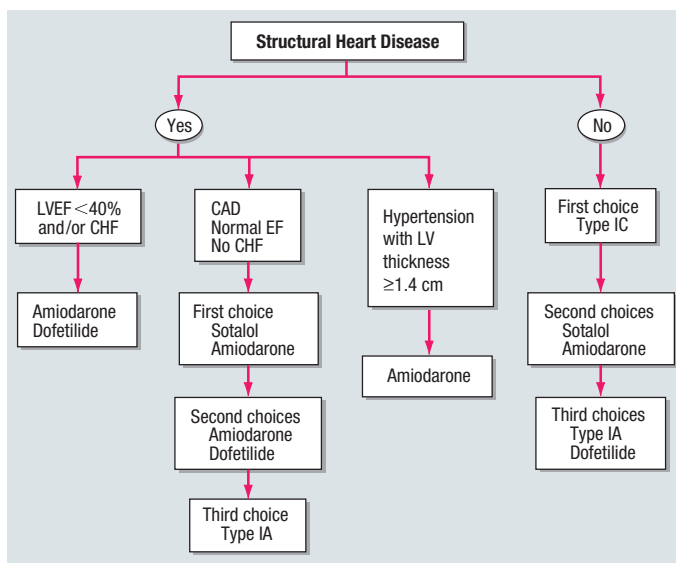 Structural Heart Disease
Yes
No
LVEF <40%
and/or CHF
CAD
Normal EF
No CHF
Hypertension
with LV
thickness
≥1.4 cm
First choice
Type IC
Amiodarone
Dofetilide
First choice
Sotalol
Amiodarone
Amiodarone
Second choices
Sotalol
Amiodarone
Second choices
Amiodarone
Dofetilide
Third choices
Type IA
Dofetilide
Third choice
Type IA